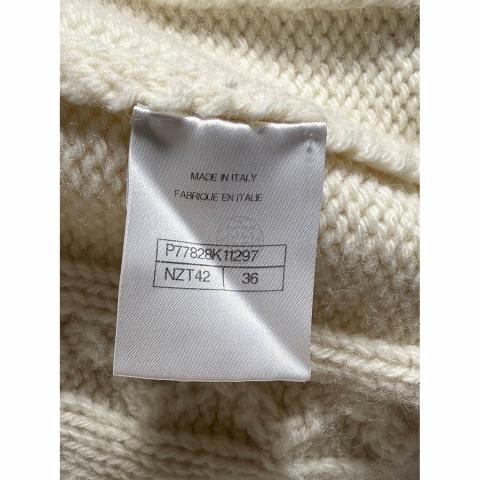 MADE IN ITALY
FABRIQUE EN ITALIE
P77828K11297
NZT42 36